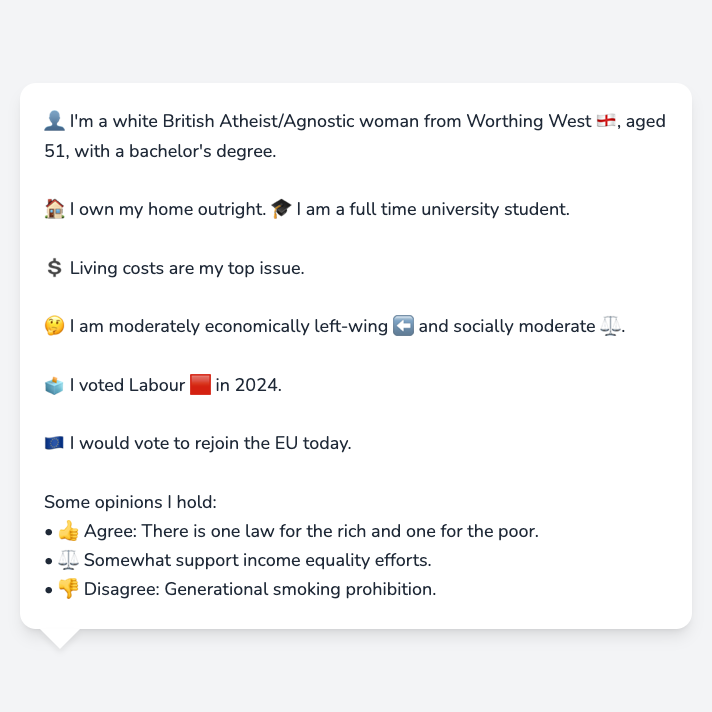 👤 I'm a white British Atheist/Agnostic woman from Worthing West 🏴󠁧󠁢󠁥󠁮󠁧󠁿, aged
51, with a bachelor's degree.
🏠 I own my home outright. 🎓 I am a full time university student.
💲 Living costs are my top issue.
🤔 I am moderately economically left-wing ⬅️ and socially moderate ⚖️.
🗳️ I voted Labour 🟥 in 2024.
🇪🇺 I would vote to rejoin the EU today.
Some opinions I hold:
• 👍 Agree: There is one law for the rich and one for the poor.
• ⚖️ Somewhat support income equality efforts.
• 👎 Disagree: Generational smoking prohibition.